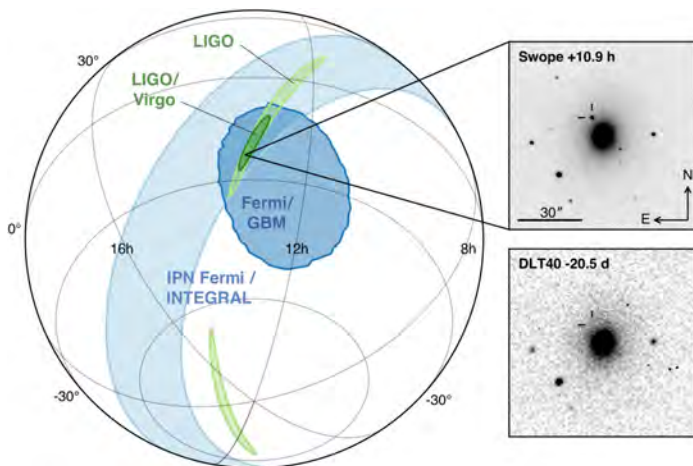 LIGO
LIGO/
Virgo
30°
30°
0°
Fermi/
GBM
16h
12h
8h
IPN Fermi /
INTEGRAL
-30°
-30°
Swope +10.9 h
N
30"
E
DLT40 -20.5 d